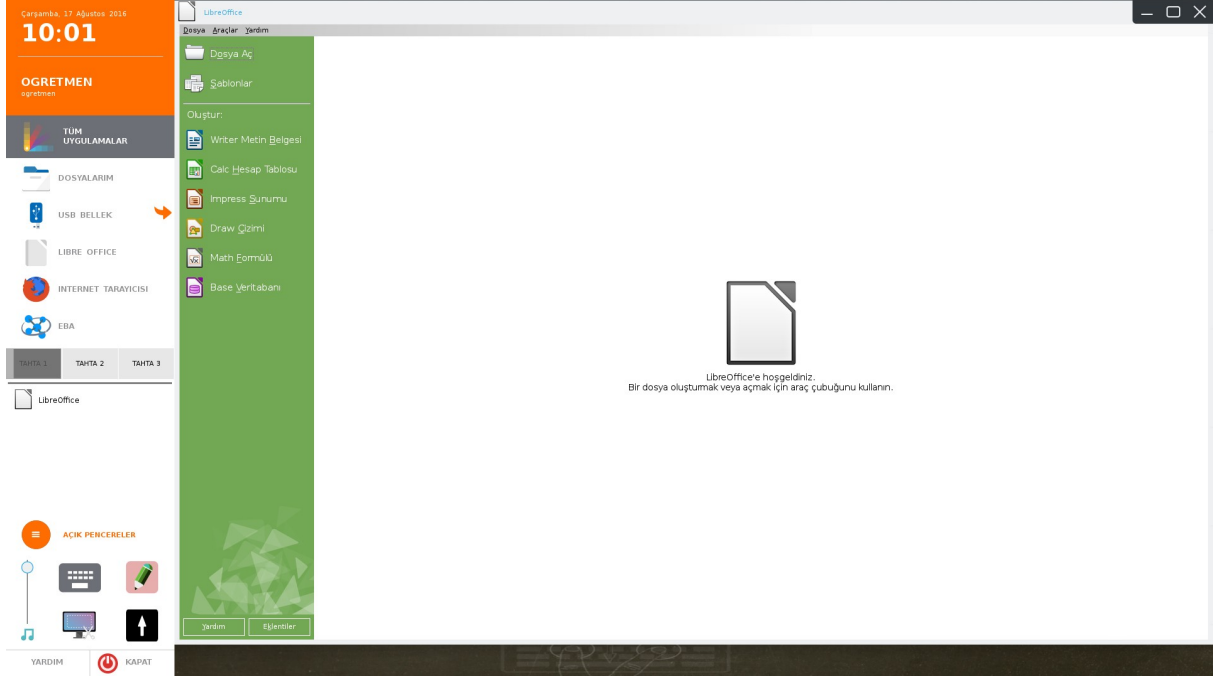 Çarşamba, 17 Ağustos 2016
10:01
OGRETMEN
ogretmen
TÜM
UYGULAMALAR
DOSYALARIM
USB BELLEK
LIBRE OFFICE
INTERNET TARAYICISI
EBA
TAHTA 1 TAHTA 2 TAHTA 3
LibreOffice
AÇIK PENCERELER
YARDIM KAPAT
LibreOffice
Dosya Araçlar Yardım
Dosya Aç
Şablonlar
Oluştur:
Writer Metin Belgesi
Calc Hesap Tablosu
Impress Sunumu
Draw Çizimi
Math Formülü
Base Veritabanı
Yardım Eklentiler
LibreOffice'e hoşgeldiniz.
Bir dosya oluşturmak veya açmak için araç çubuğunu kullanın.